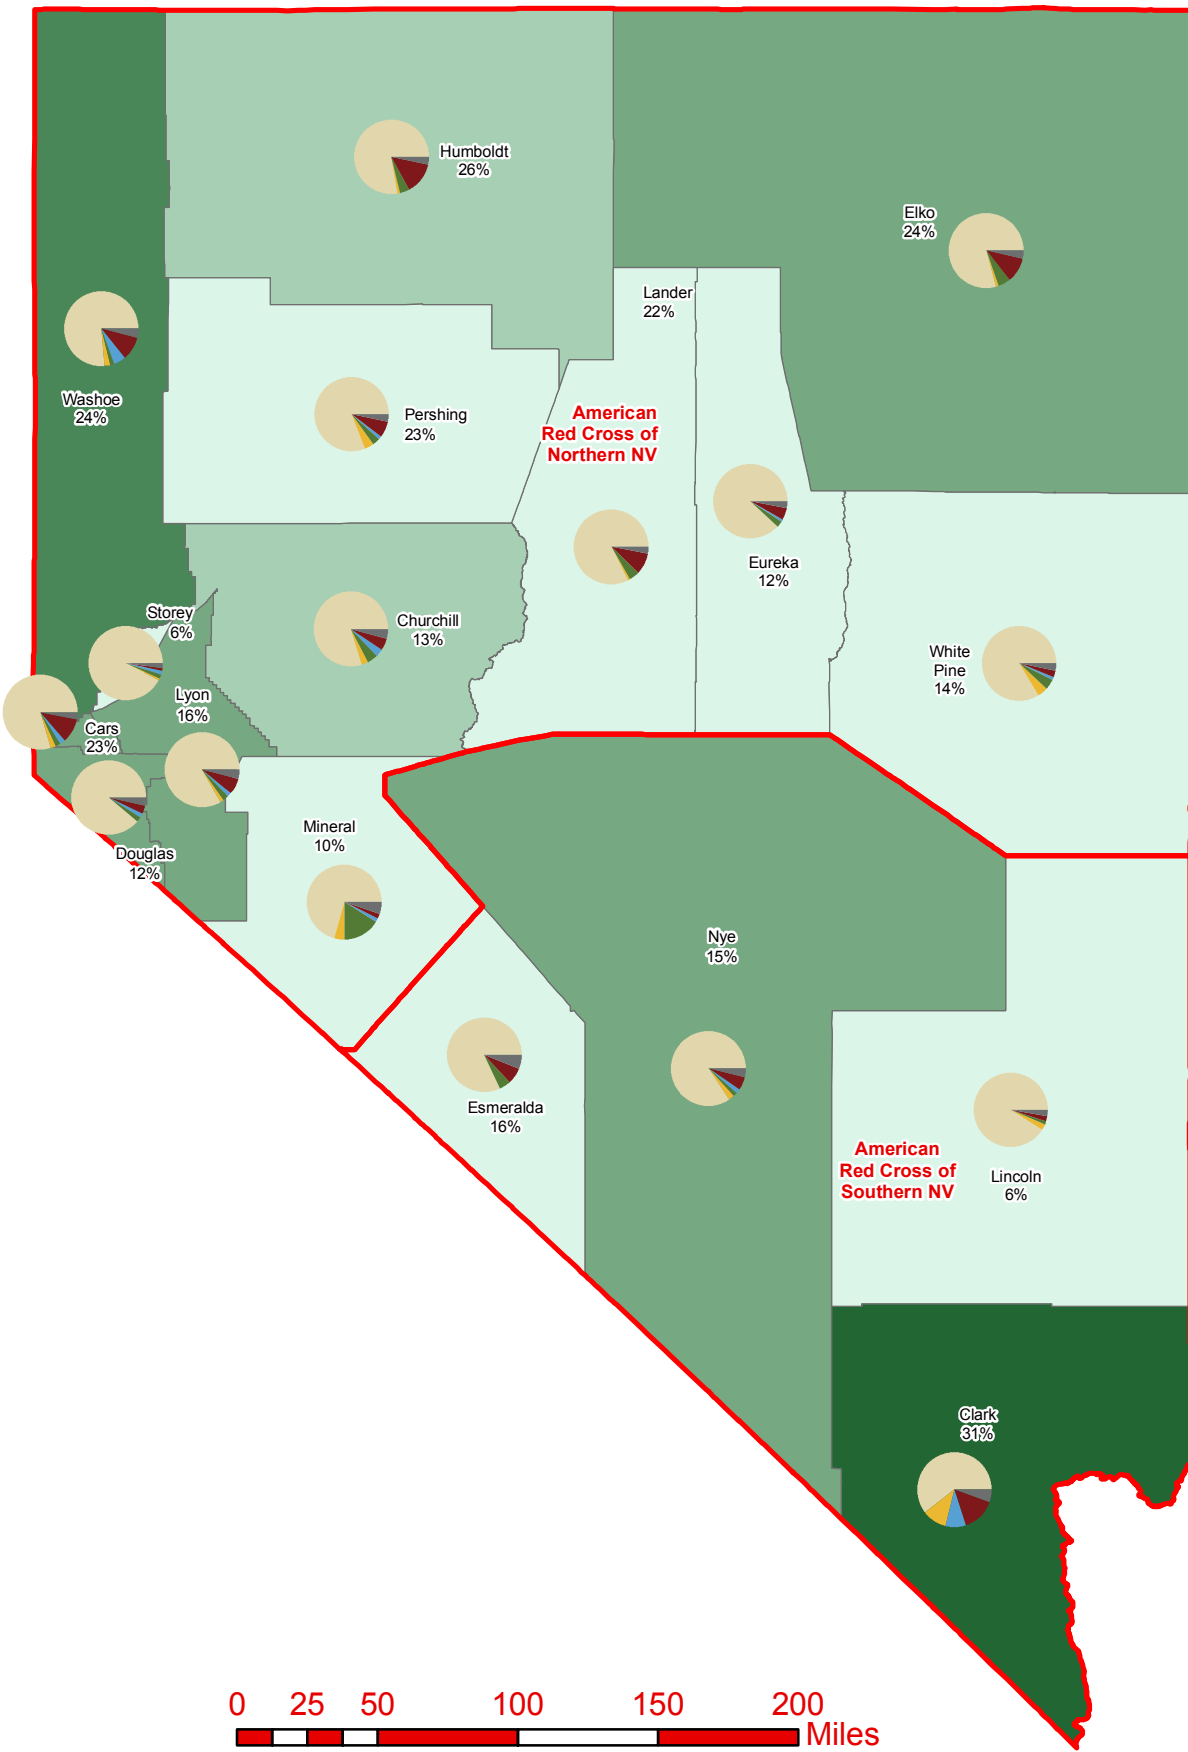 Humboldt
26%
Elko
24%
Lander
22%
Washoe
24%
Pershing
23%
American
Red Cross of
Northern NV
Eureka
12%
Storey
6%
Churchill
13%
White
Pine
14%
Lyon
16%
Cars
23%
Mineral
10%
Douglas
12%
Nye
15%
Esmeralda
16%
American
Red Cross of
Southern NV
Lincoln
6%
Clark
31%
0 25 50 100 150 200
Miles